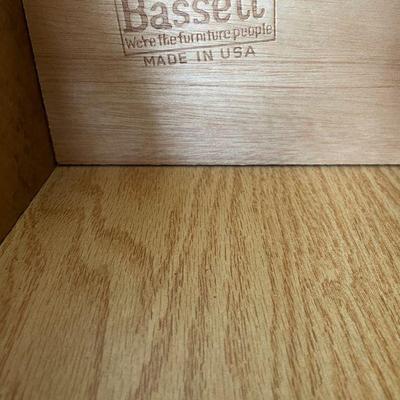 Bassett
We're the furniture people
MADE IN USA